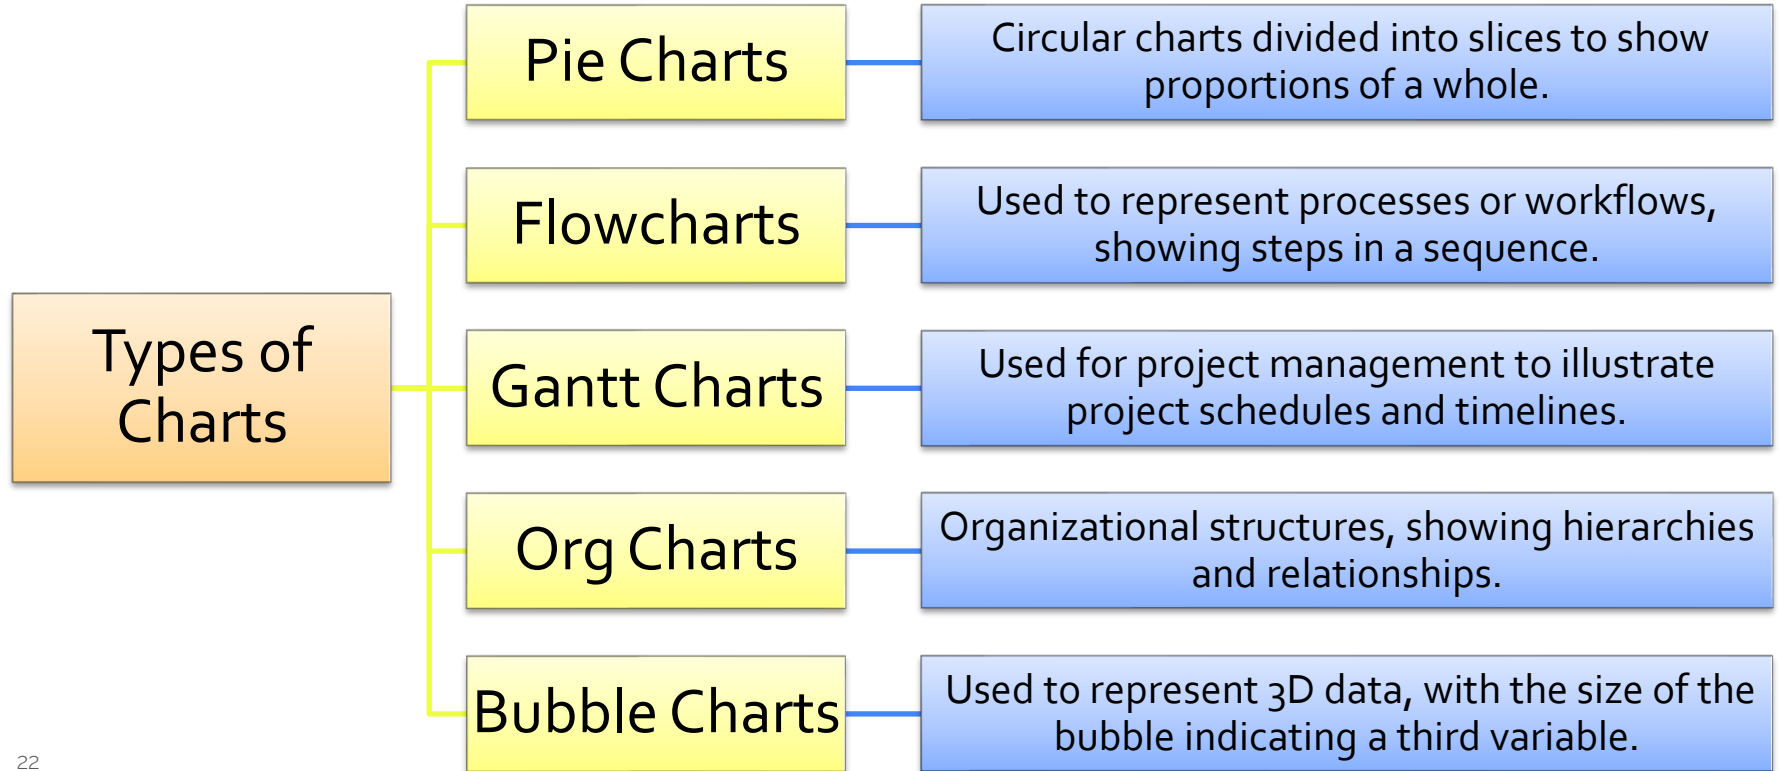 Types of
Charts
Pie Charts
Circular charts divided into slices to show
proportions of a whole.
Flowcharts
Used to represent processes or workflows,
showing steps in a sequence.
Gantt Charts
Used for project management to illustrate
project schedules and timelines.
Org Charts
Organizational structures, showing hierarchies
and relationships.
Bubble Charts
Used to represent 3D data, with the size of the
bubble indicating a third variable.
22